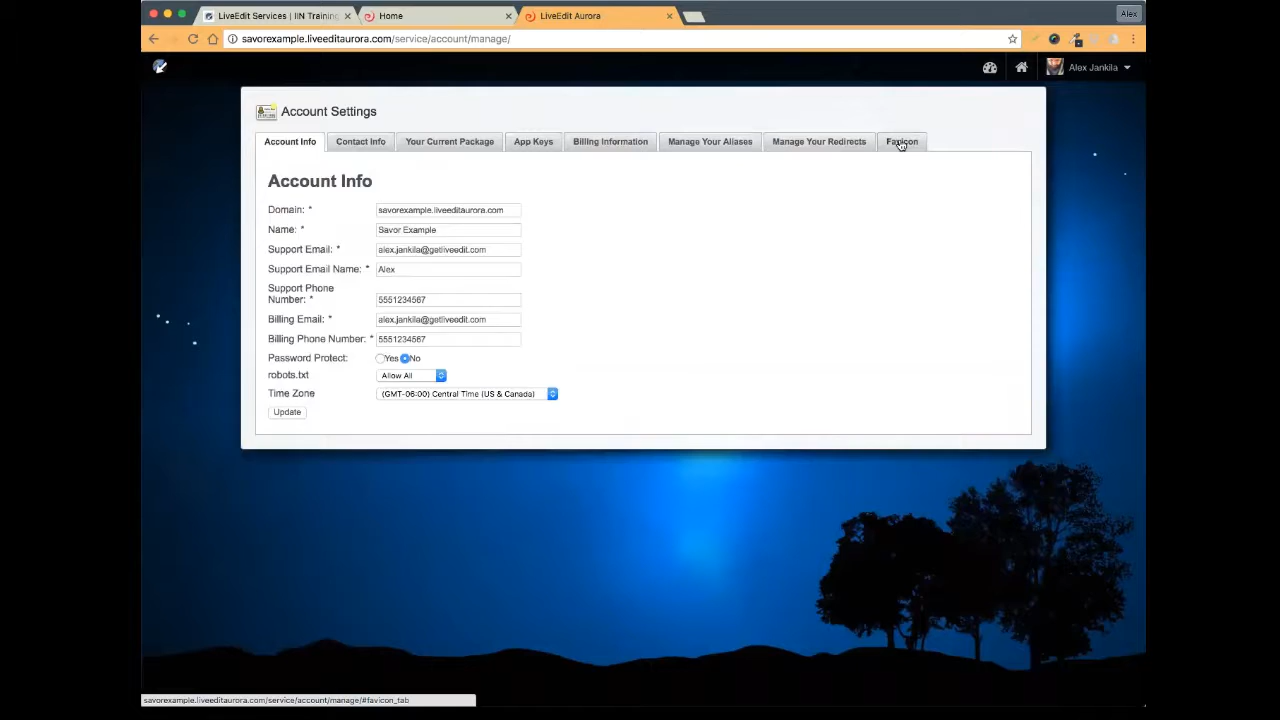 LiveEdit Services | IIN Training
Home
LiveEdit Aurora
Alex
savorexample.liveeditaurora.com/service/account/manage/
Alex Jankila
Account Settings
Account Info
Contact Info
Your Current Package
App Keys
Billing Information
Manage Your Aliases
Manage Your Redirects
Favicon
Account Info
Domain: * savorexample.liveeditaurora.com
Name: * Savor Example
Support Email: * alex.jankila@getliveedit.com
Support Email Name: * Alex
Support Phone
Number: * 5551234567
Billing Email: * alex.jankila@getliveedit.com
Billing Phone Number: * 5551234567
Password Protect: Yes No
robots.txt Allow All
Time Zone (GMT-06:00) Central Time (US & Canada)
Update
savorexample.liveeditaurora.com/service/account/manage/#favicon_tab